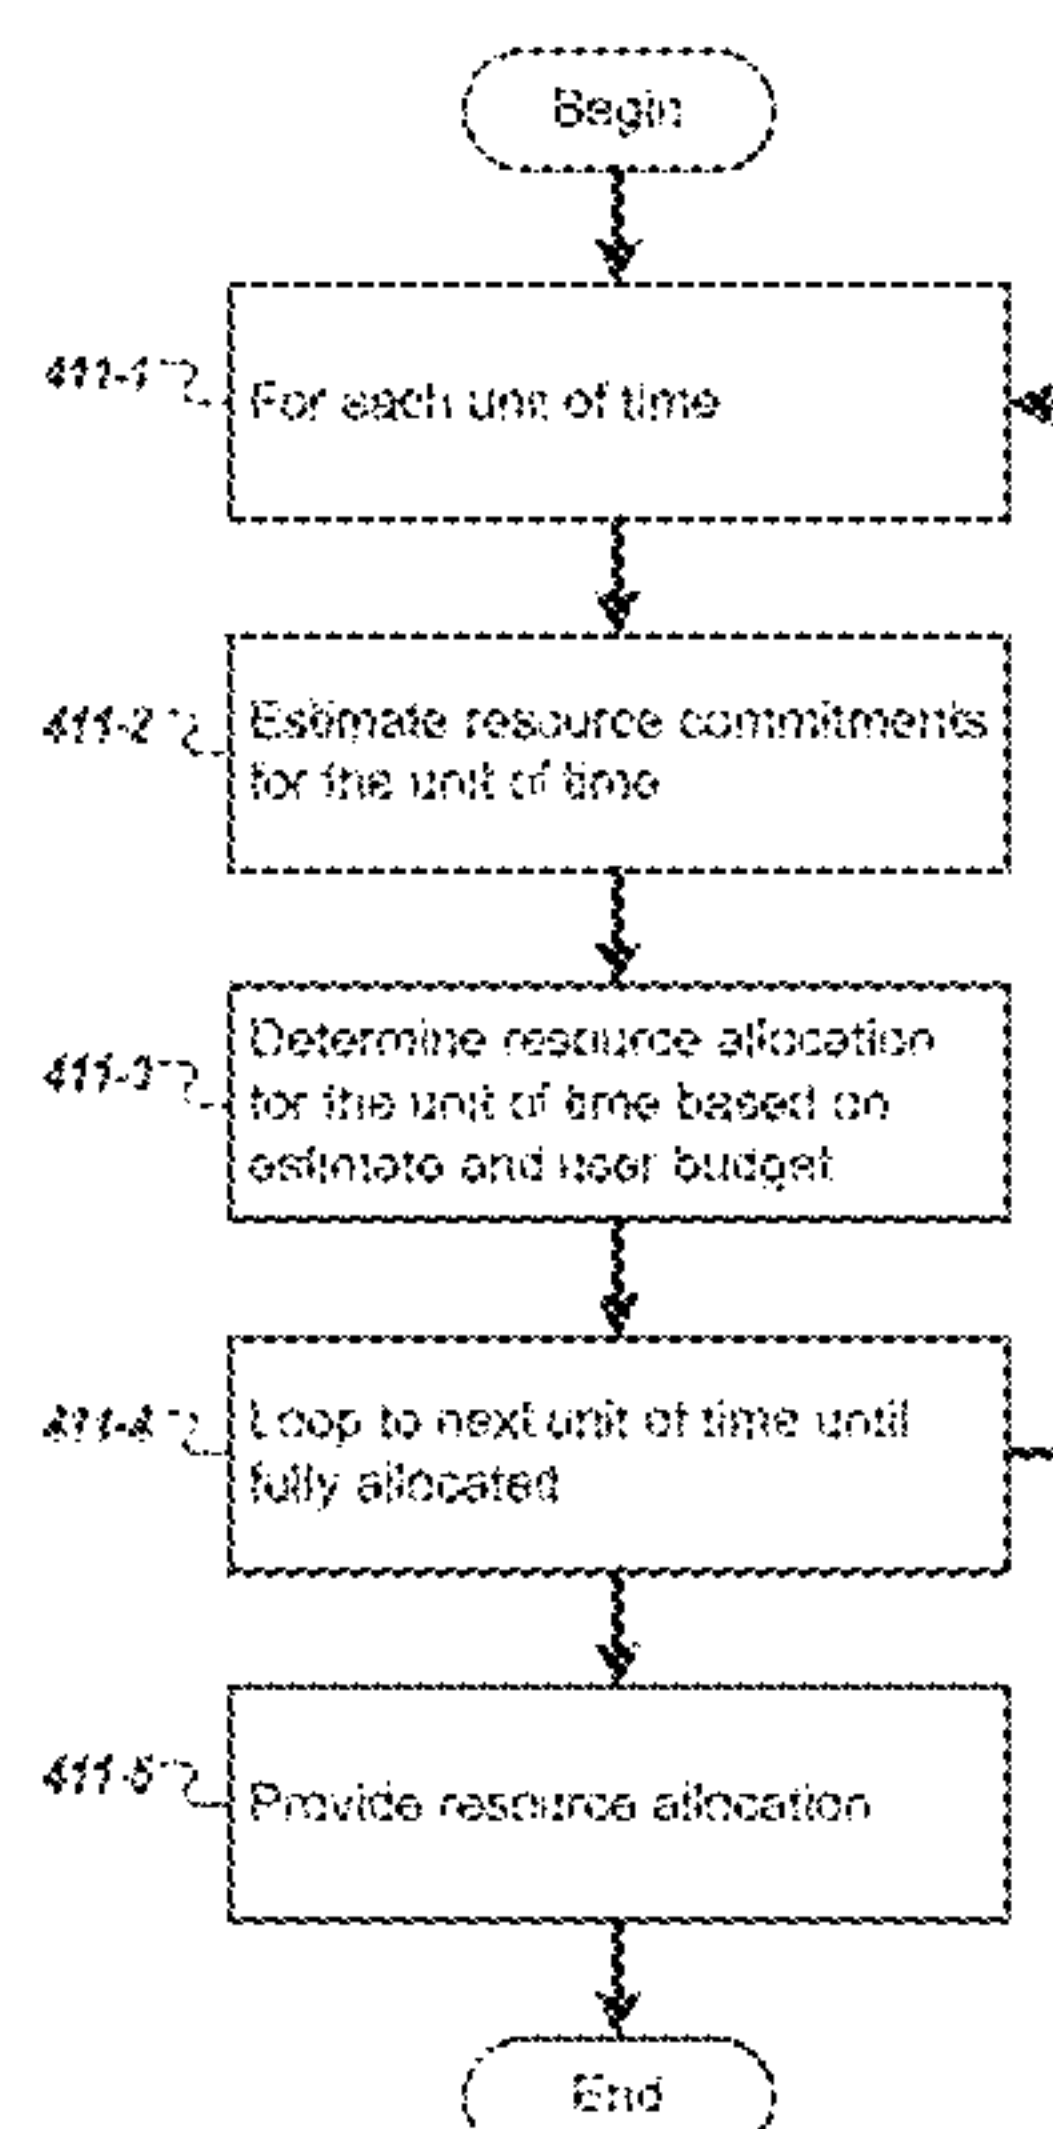 Begin
411-1
For each unit of time
411-2
Estimate resource commitments
for the unit of time
411-3
Determine resource allocation
for the unit of time based on
estimate and user budget
411-4
Loop to next unit of time until
fully allocated
411-5
Provide resource allocation
End